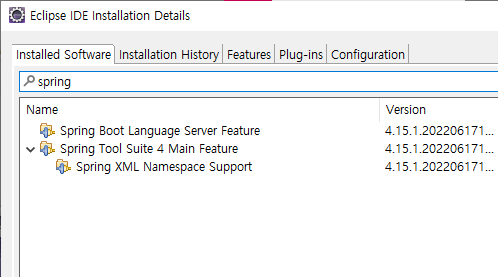 Eclipse IDE Installation Details
Installed Software Installation History Features Plug-ins Configuration
spring
Name Version
Spring Boot Language Server Feature 4.15.1.202206171...
Spring Tool Suite 4 Main Feature 4.15.1.202206171...
Spring XML Namespace Support 4.15.1.202206171...